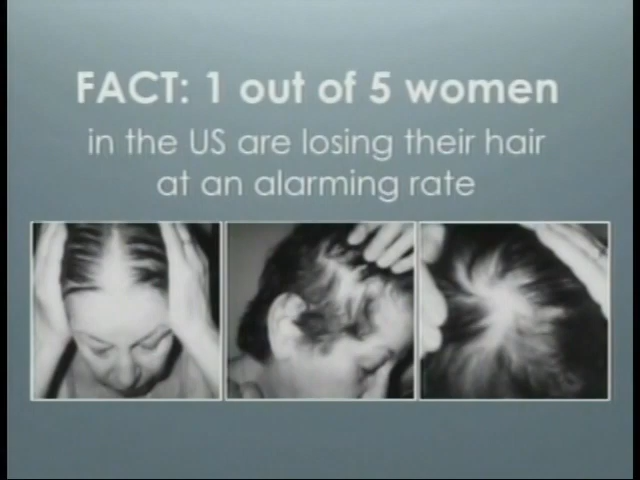 FACT: 1 out of 5 women
in the US are losing their hair
at an alarming rate